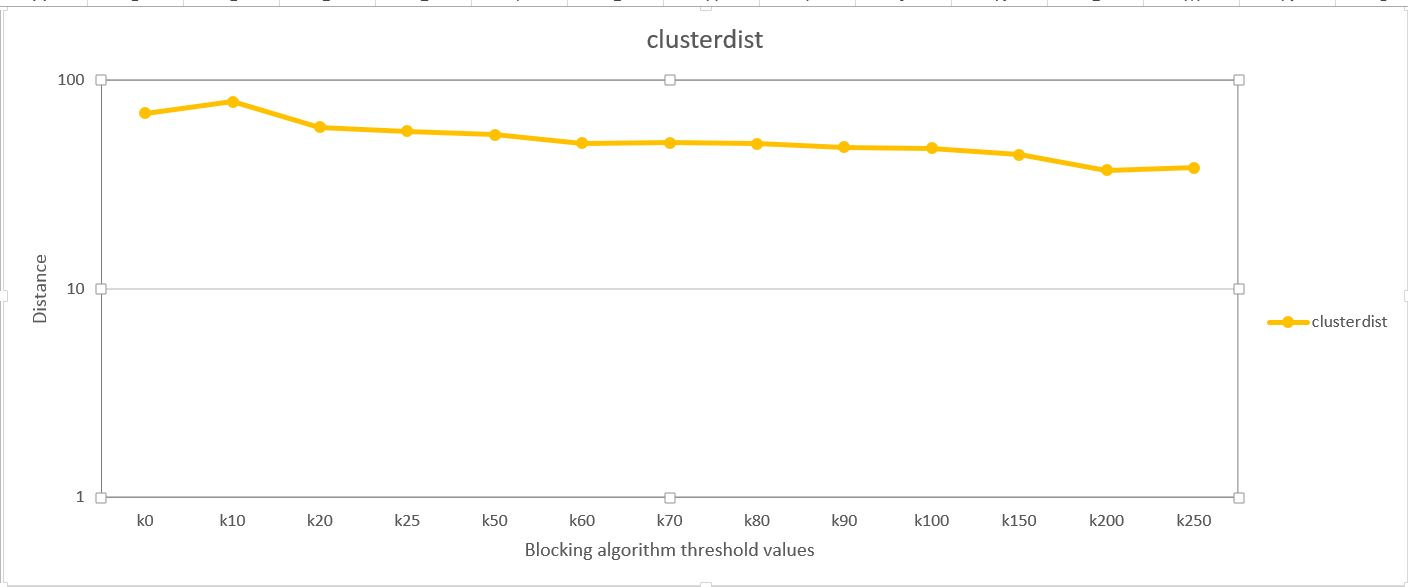 clusterdist
100
10
1
Distance
k0 k10 k20 k25 k50 k60 k70 k80 k90 k100 k150 k200 k250
Blocking algorithm threshold values
clusterdist